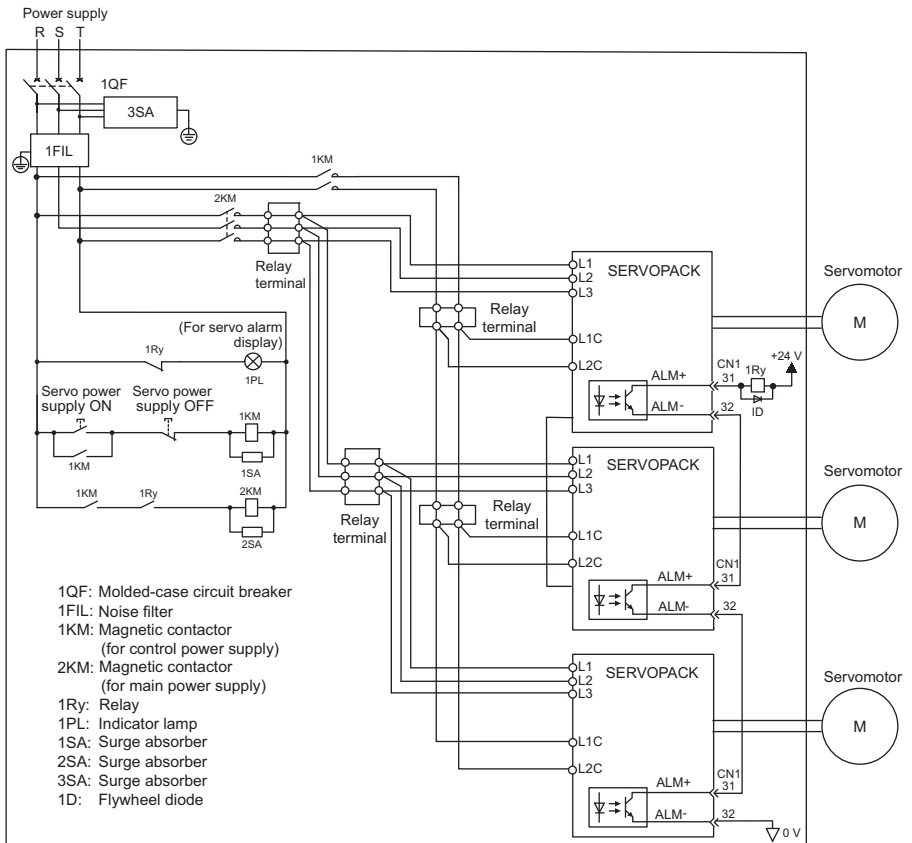 Power supply
R S T
1QF
3SA
1FIL
1KM
2KM
Relay
terminal
L1
L2
L3
SERVOPACK
Servomotor
M
Relay
terminal
L1C
L2C
(For servo alarm
display)
1Ry
1PL
ALM+
ALM-
CN1
31
32
1Ry
+24 V
ID
Servo power
supply ON
Servo power
supply OFF
1KM
1KM
1SA
1KM
1Ry
2KM
2SA
Relay
terminal
L1
L2
L3
SERVOPACK
Servomotor
M
Relay
terminal
L1C
L2C
ALM+
ALM-
CN1
31
32
1QF: Molded-case circuit breaker
1FIL: Noise filter
1KM: Magnetic contactor
(for control power supply)
2KM: Magnetic contactor
(for main power supply)
1Ry: Relay
1PL: Indicator lamp
1SA: Surge absorber
2SA: Surge absorber
3SA: Surge absorber
1D: Flywheel diode
L1
L2
L3
SERVOPACK
Servomotor
M
L1C
L2C
ALM+
ALM-
CN1
31
32
0 V